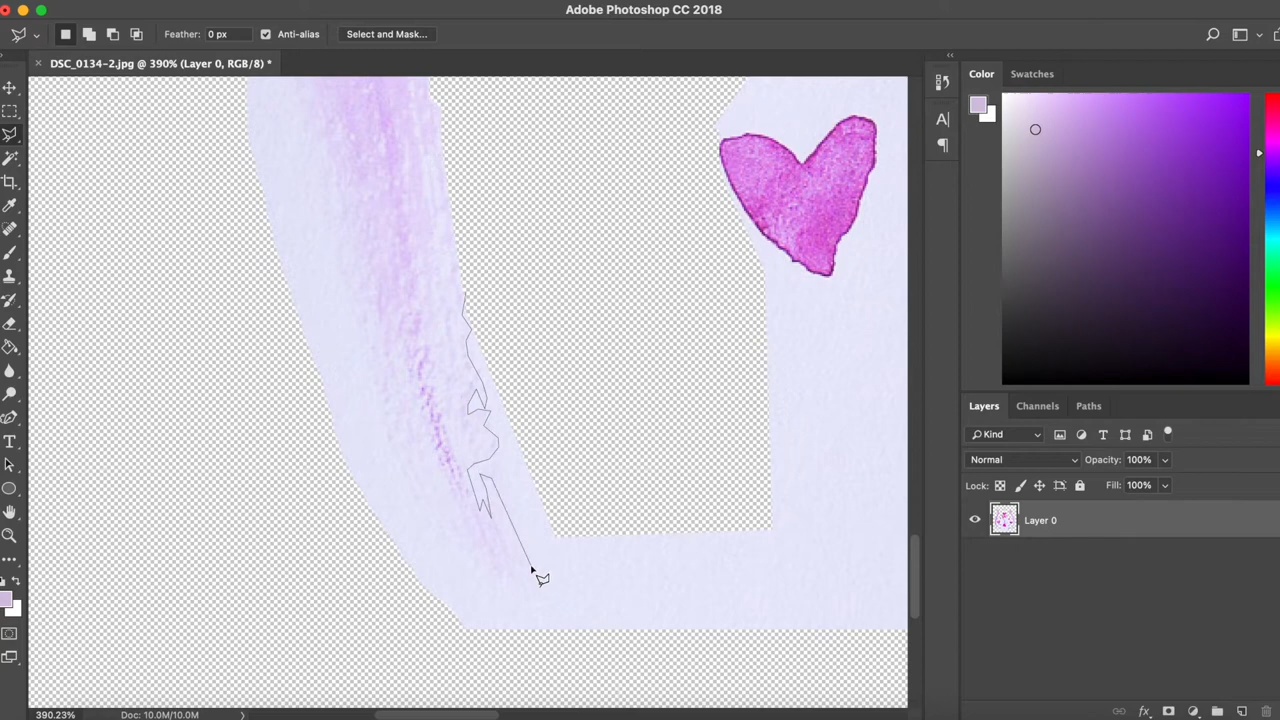 Adobe Photoshop CC 2018
Feather: 0 px Anti-alias Select and Mask...
DSC_0134-2.jpg @ 390% (Layer 0, RGB/8) *
Color Swatches
Layers Channels Paths
Kind
Normal Opacity: 100%
Lock: Fill: 100%
Layer 0
390.23% Doc: 10.0M/10.0M